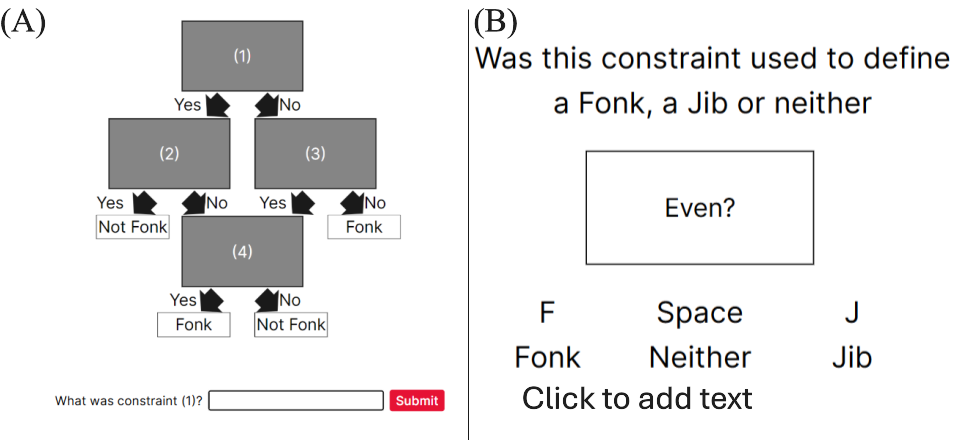 (A)
(1)
Yes
No
(2)
(3)
Yes
No
Yes
No
Not Fonk
Fonk
(4)
Yes
No
Fonk
Not Fonk
What was constraint (1)?
Submit
(B)
Was this constraint used to define
a Fonk, a Jib or neither
Even?
F Space J
Fonk Neither Jib
Click to add text